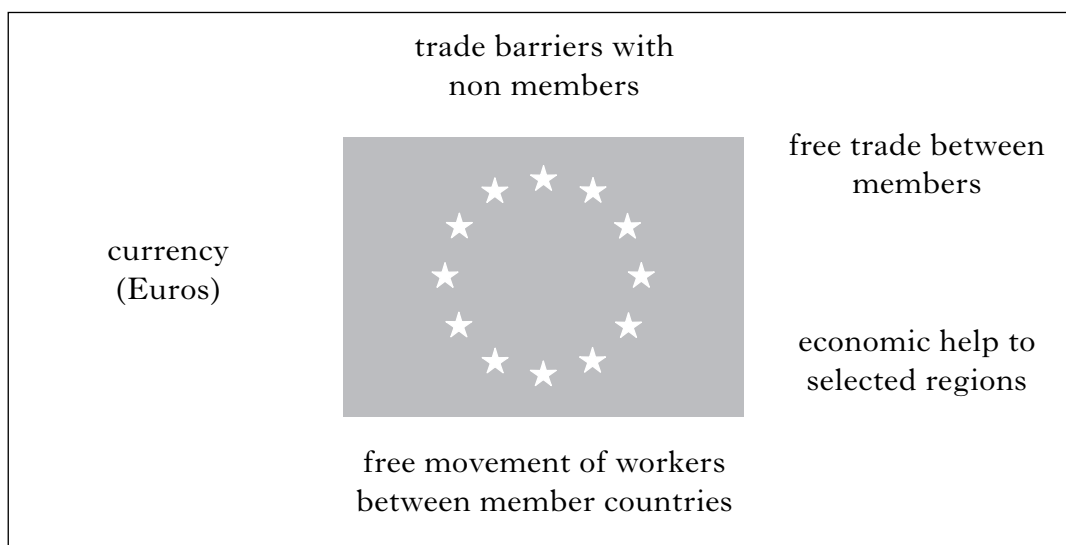 trade barriers with
non members
free trade between
members
currency
(Euros)
economic help to
selected regions
free movement of workers
between member countries